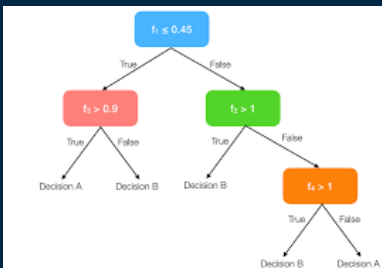 f₁ ≤ 0.45
True False
f₃ > 0.9 f₂ > 1
True False True False
Decision A Decision B Decision B f₄ > 1
True False
Decision B Decision A